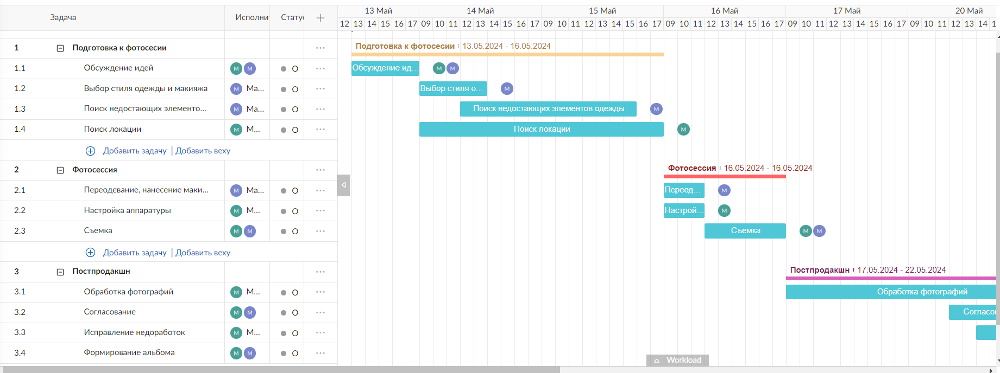 Задача Исполни Статус + 13 Май 14 Май 15 Май 16 Май 17 Май 20 Май
12 13 14 15 16 17 09 10 11 12 13 14 15 16 17 09 10 11 12 13 14 15 16 17 09 10 11 12 13 14 15 16 17 09 10 11 12 13 14 15 16 17 09 10 11 12 13 14 1
1 Подготовка к фотосесии ... Подготовка к фотосесии 13.05.2024 - 16.05.2024
1.1 Обсуждение идей М М О ... Обсуждение ид... М М
1.2 Выбор стиля одежды и макияжа М Ма... О ... Выбор стиля о... М
1.3 Поиск недостающих элементо... М Ма... О ... Поиск недостающих элементов одежды М
1.4 Поиск локации М М... О ... Поиск локации М
Добавить задачу | Добавить веху
2 Фотосессия ... Фотосессия 16.05.2024 - 16.05.2024
2.1 Переодевание, нанесение маки... М Ма... О ... Переод... М
2.2 Настройка аппаратуры М М... О ... Настрой... М
2.3 Съемка М М О ... Съемка М М
Добавить задачу | Добавить веху
3 Постпродакшн ... Постпродакшн 17.05.2024 - 22.05.2024
3.1 Обработка фотографий М М... О ... Обработка фотографий
3.2 Согласование М М О ... Согласо
3.3 Исправление недоработок М М... О ...
3.4 Формирование альбома М М О ...
Workload